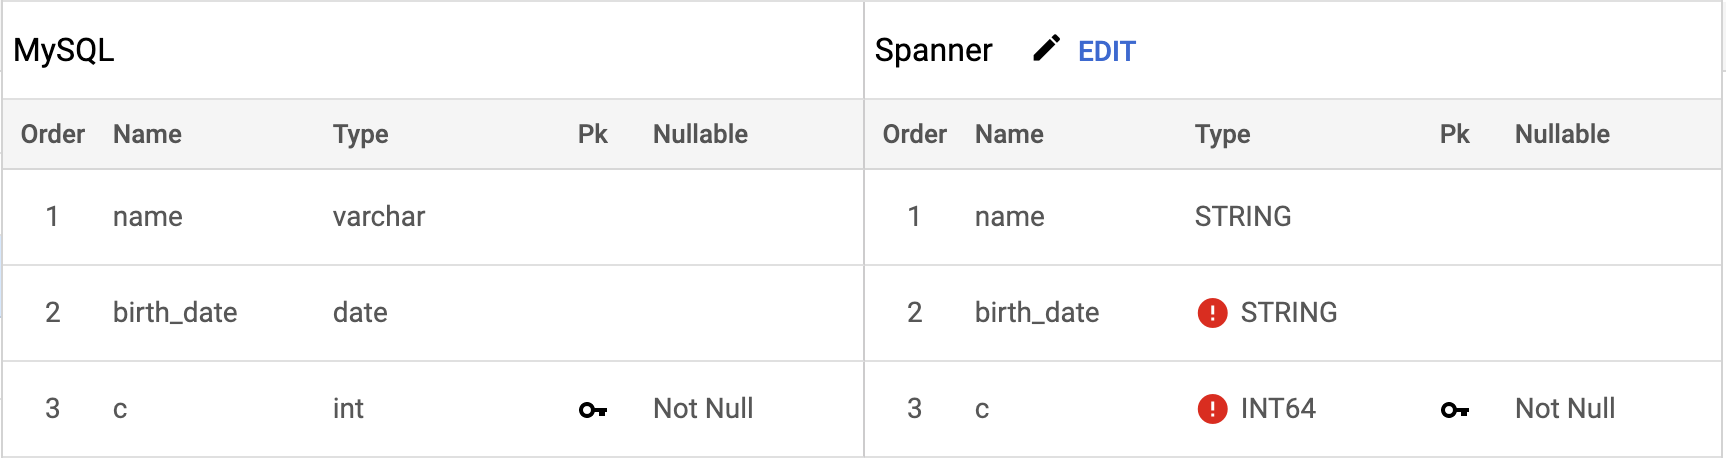 MySQL Spanner EDIT
Order Name Type Pk Nullable Order Name Type Pk Nullable
1 name varchar 1 name STRING
2 birth_date date 2 birth_date ! STRING
3 c int Not Null 3 c ! INT64 Not Null